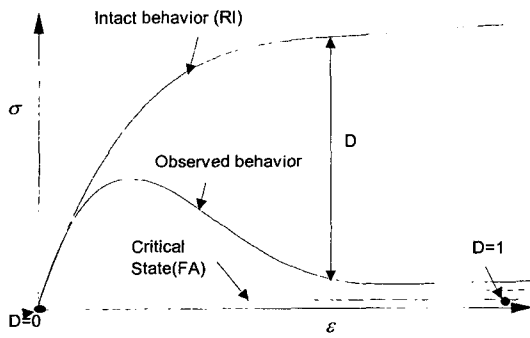 Intact behavior (RI)
σ
D
Observed behavior
Critical
State(FA)
D=1
D=0
ε